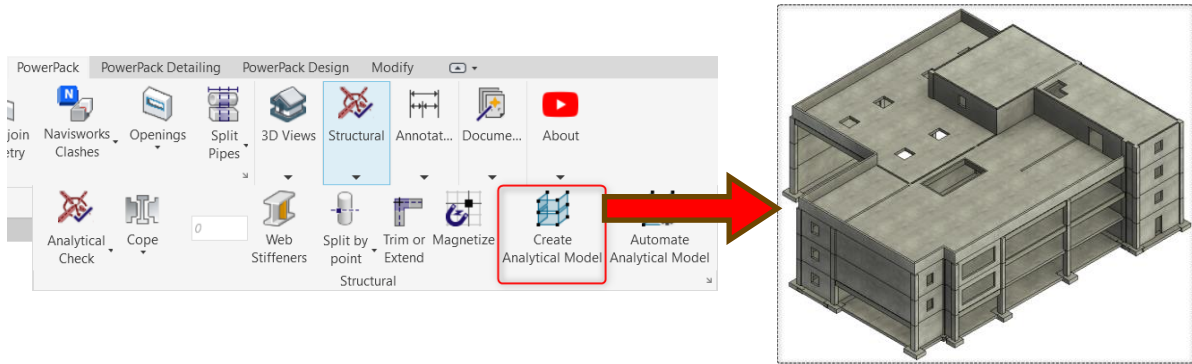 PowerPack PowerPack Detailing PowerPack Design Modify
join Navisworks Openings Split 3D Views Structural Annotat... Docume... About
etry Clashes Pipes
N
0
Analytical Cope Web Split by Trim or Magnetize Create Automate
Check Stiffeners point Extend Analytical Model Analytical Model
Structural